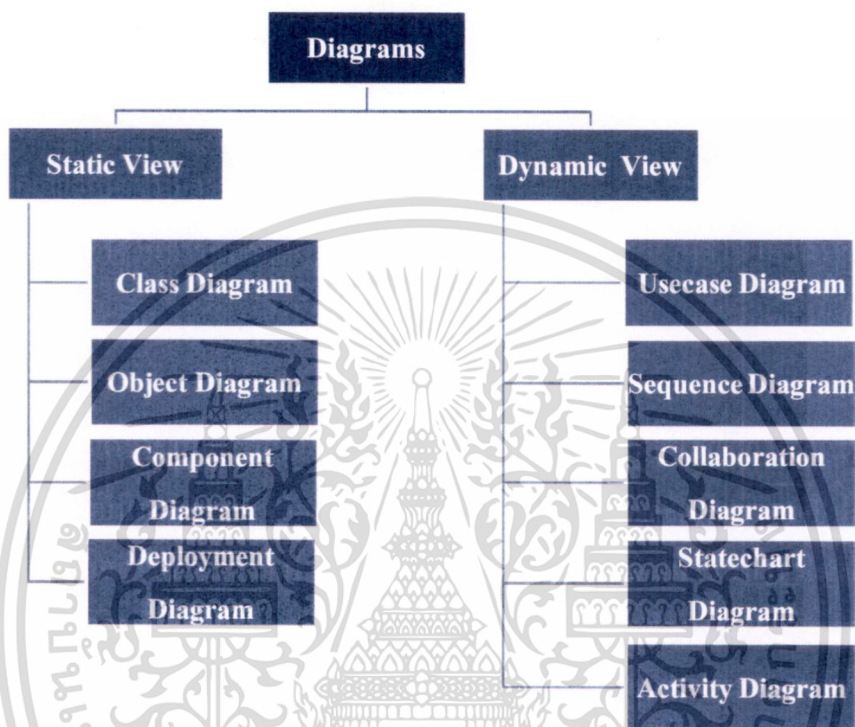 Diagrams
Static View
Class Diagram
Object Diagram
Component
Diagram
Deployment
Diagram
Dynamic View
Usecase Diagram
Sequence Diagram
Collaboration
Diagram
Statechart
Diagram
Activity Diagram